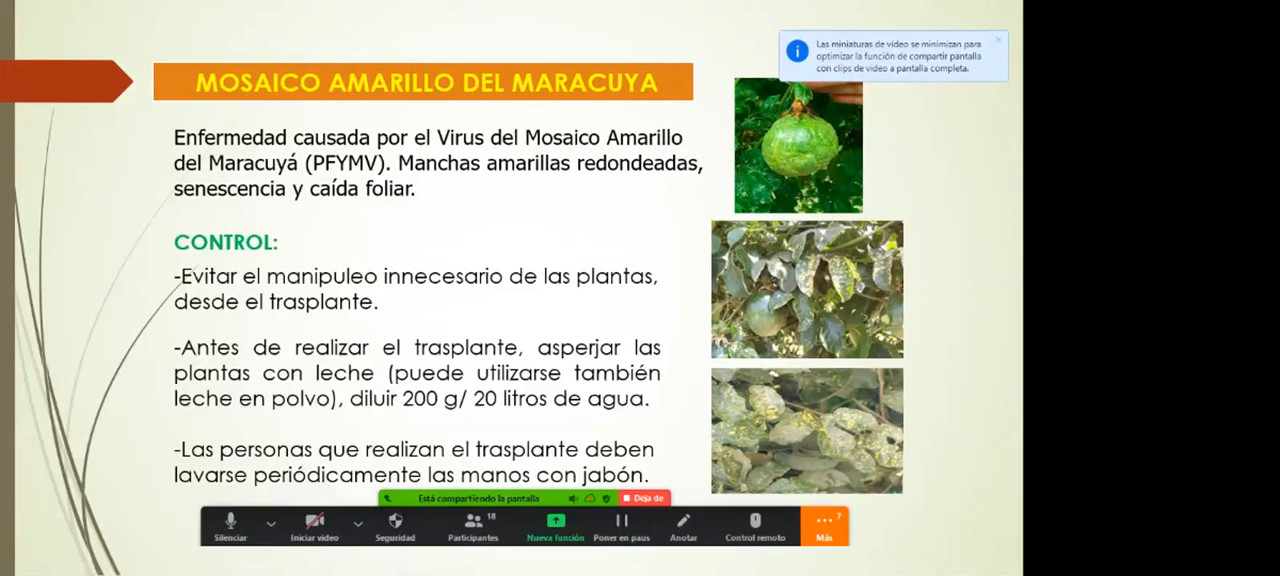 Las miniaturas de video se minimizan para
optimizar la función de compartir pantalla
con clips de video a pantalla completa.
MOSAICO AMARILLO DEL MARACUYA
Enfermedad causada por el Virus del Mosaico Amarillo
del Maracuyá (PFYMV). Manchas amarillas redondeadas,
senescencia y caída foliar.
CONTROL:
-Evitar el manipuleo innecesario de las plantas,
desde el trasplante.
-Antes de realizar el trasplante, asperjar las
plantas con leche (puede utilizarse también
leche en polvo), diluir 200 g/ 20 litros de agua.
-Las personas que realizan el trasplante deben
lavarse periódicamente las manos con jabón.
Está compartiendo la pantalla
Deja de
Silenciar
Iniciar video
Seguridad
18
Participantes
Nueva función
Poner en paus
Anotar
Control remoto
7
Más